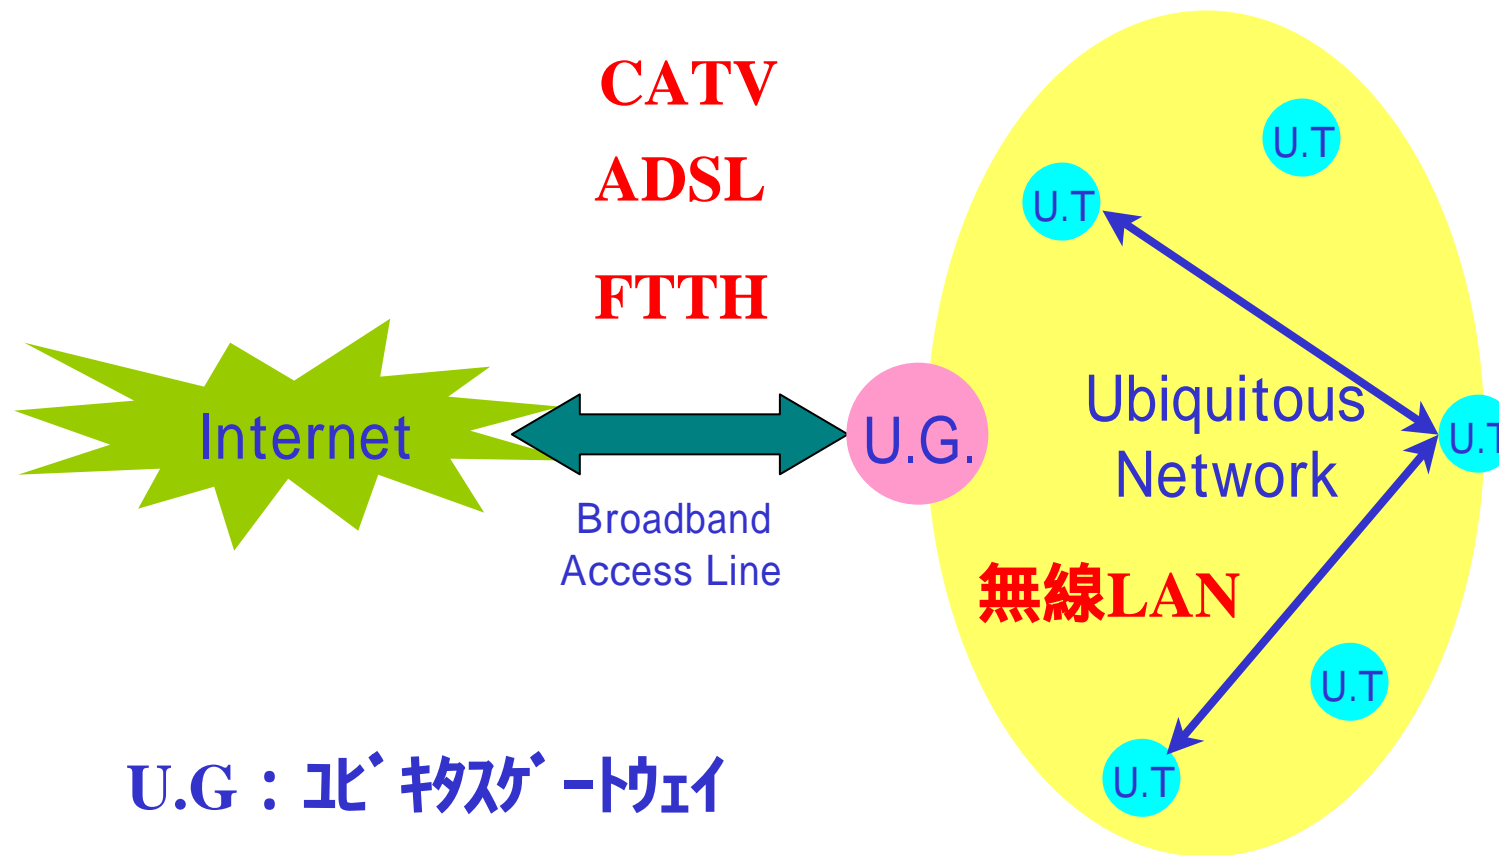 CATV
ADSL
FTTH
Internet
Broadband
Access Line
U.G.
U.T
U.T
Ubiquitous
Network
U.T
無線LAN
U.T
U.T
U.G：ﾕﾋﾞｷﾀｽｹﾞｰﾄｳｪｲ